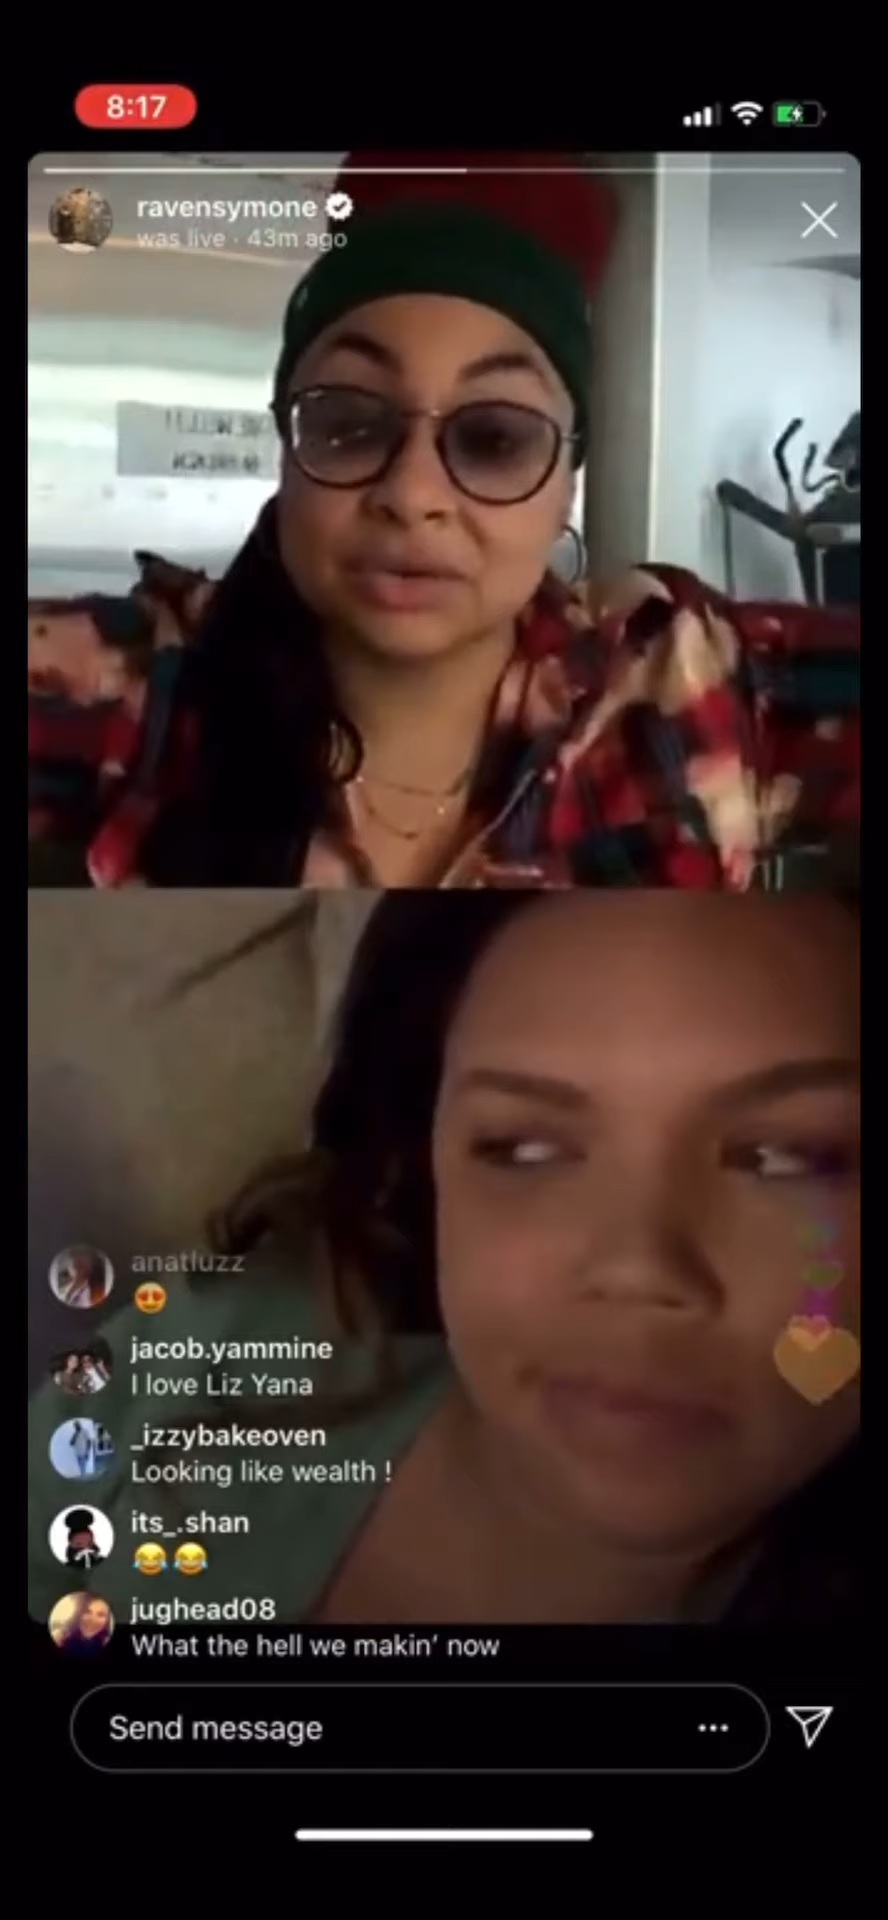 8:17
ravensymone
was live · 43m ago
anatluzz
😍
jacob.yammine
I love Liz Yana
_izzybakeoven
Looking like wealth !
its_.shan
😂😂
jughead08
What the hell we makin’ now
Send message